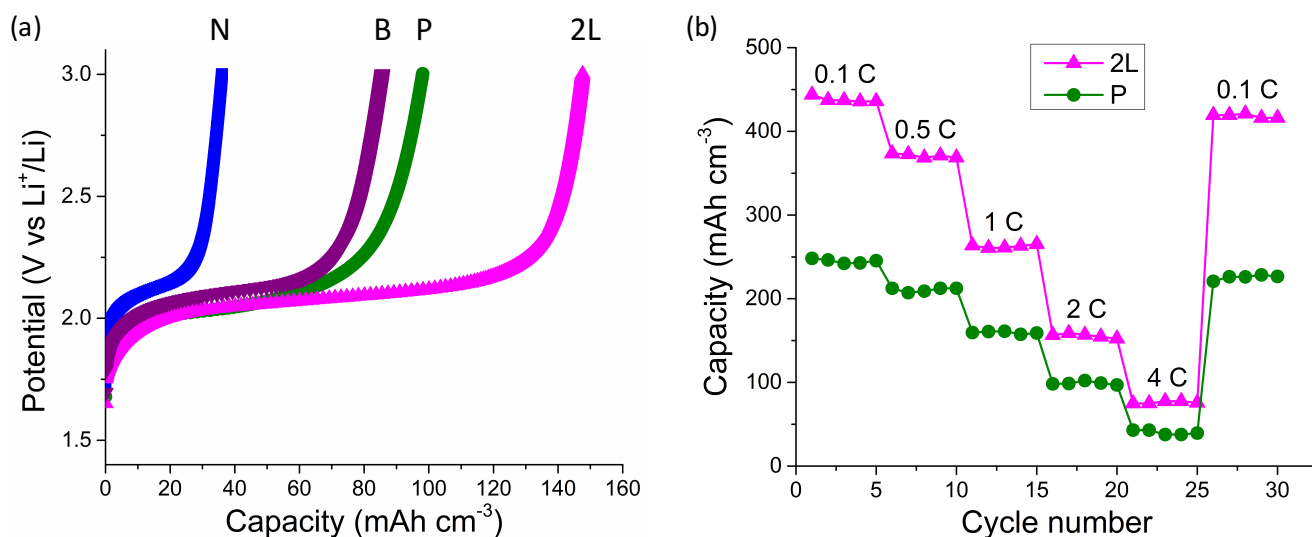 (a)
N B P 2L
3.0
2.5
2.0
1.5
Potential (V vs Li⁺/Li)
0 20 40 60 80 100 120 140 160
Capacity (mAh cm⁻³)
(b)
500
400
300
200
100
0
Capacity (mAh cm⁻³)
2L
P
0.1 C
0.5 C
1 C
2 C
4 C
0.1 C
0 5 10 15 20 25 30
Cycle number